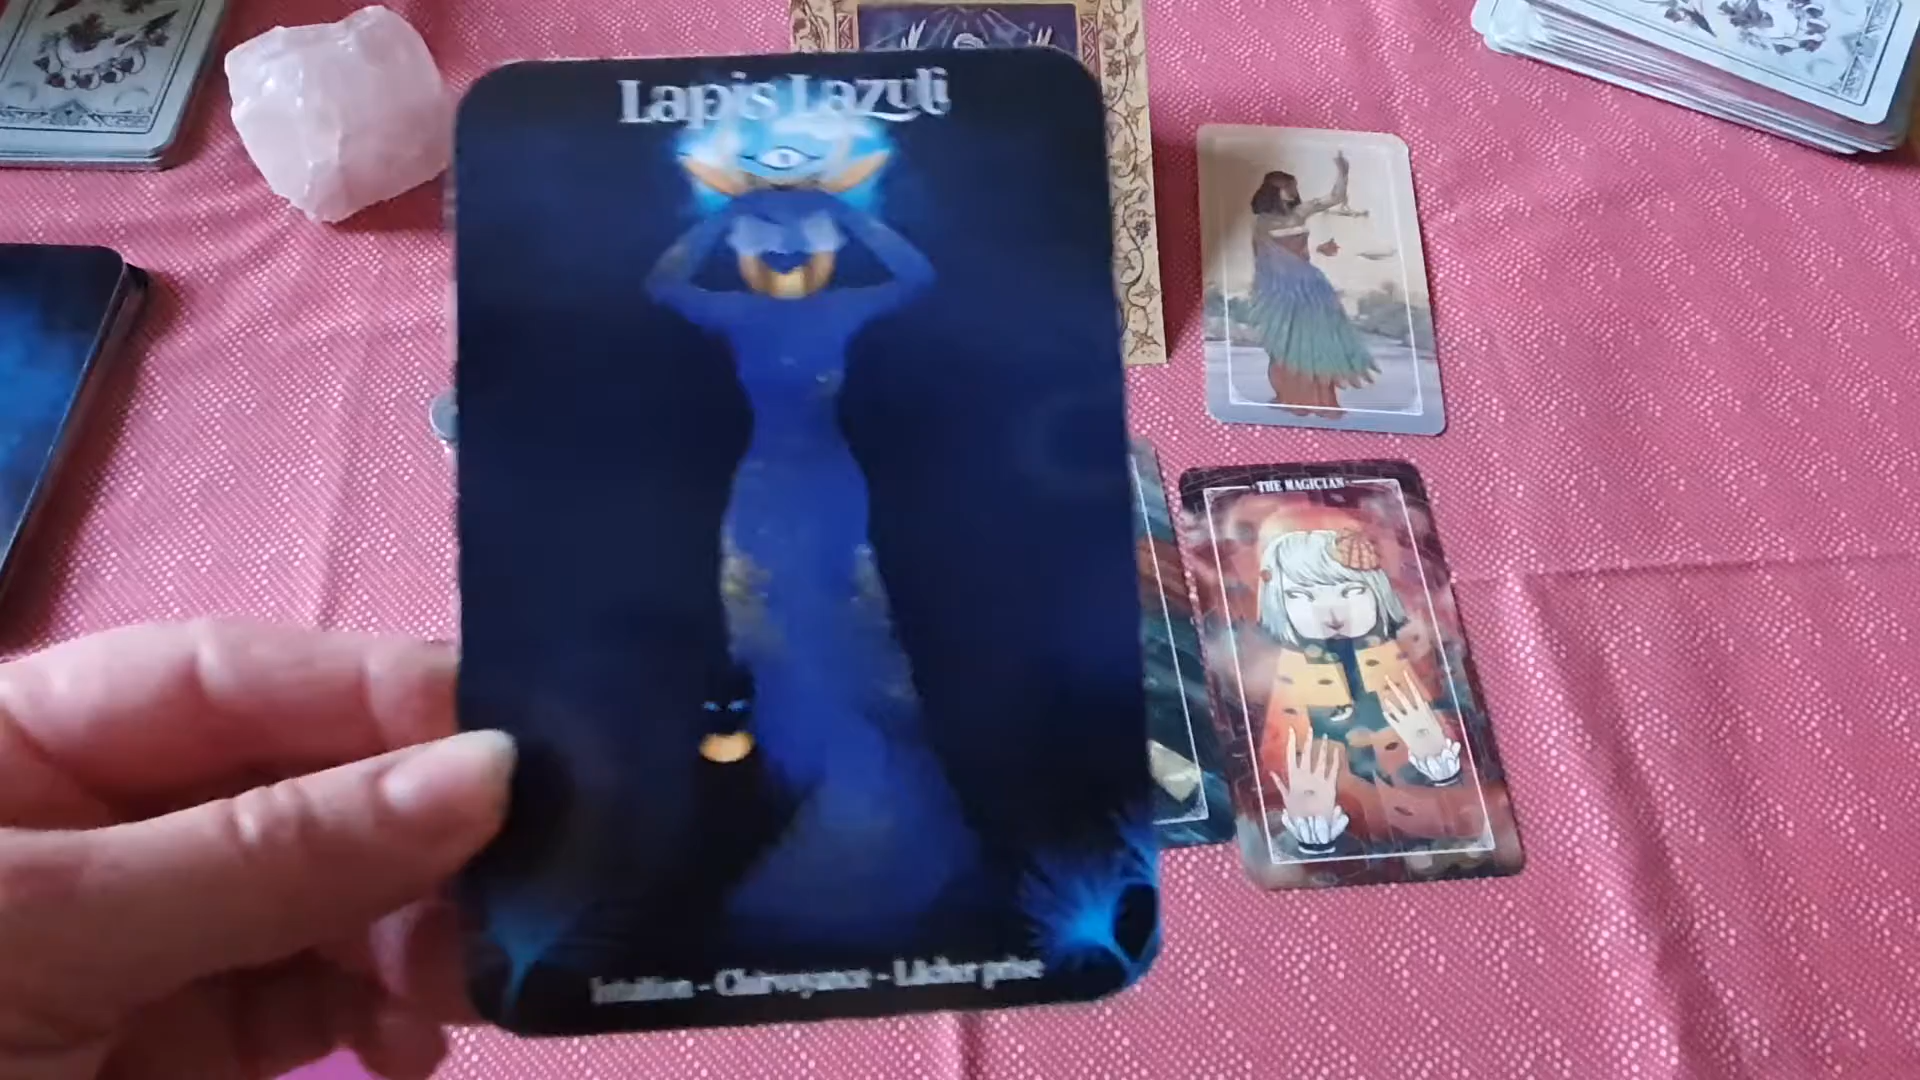 Lapis Lazuli
THE MAGICIAN
Intuition - Clairvoyance - Lâcher prise